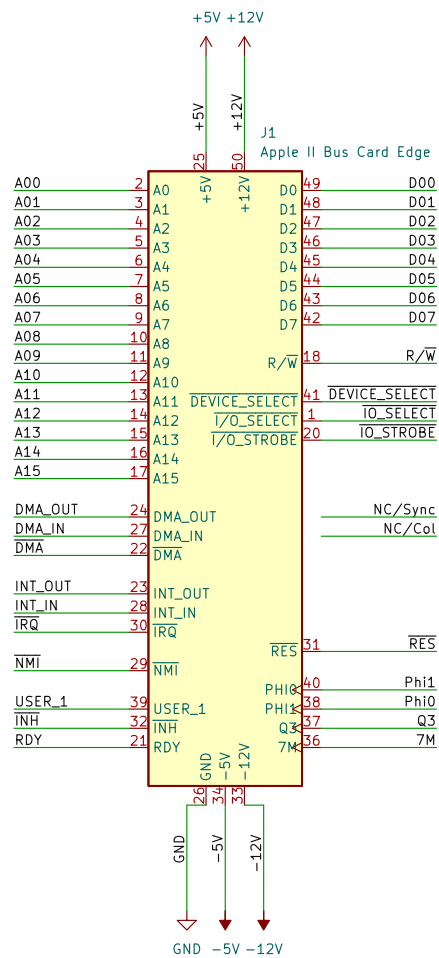 +5V +12V
+5V
+12V
J1
Apple II Bus Card Edge
25 50
+5V +12V
A00 2 A0 D0 49 D00
A01 3 A1 D1 48 D01
A02 4 A2 D2 47 D02
A03 5 A3 D3 46 D03
A04 6 A4 D4 45 D04
A05 7 A5 D5 44 D05
A06 8 A6 D6 43 D06
A07 9 A7 D7 42 D07
A08 10 A8
A09 11 A9 R/W 18 R/W
A10 12 A10
A11 13 A11 DEVICE_SELECT 41 DEVICE_SELECT
A12 14 A12 I/O_SELECT 1 IO_SELECT
A13 15 A13 I/O_STROBE 20 IO_STROBE
A14 16 A14
A15 17 A15
DMA_OUT 24 DMA_OUT NC/Sync
DMA_IN 27 DMA_IN NC/Col
DMA 22 DMA
INT_OUT 23 INT_OUT
INT_IN 28 INT_IN
IRQ 30 IRQ
RES 31 RES
NMI 29 NMI
PHI0 40 Phi1
USER_1 39 USER_1 PHI1 38 Phi0
INH 32 INH Q3 37 Q3
RDY 21 RDY 7M 36 7M
GND -5V -12V
26 34 33
GND -5V -12V
GND -5V -12V